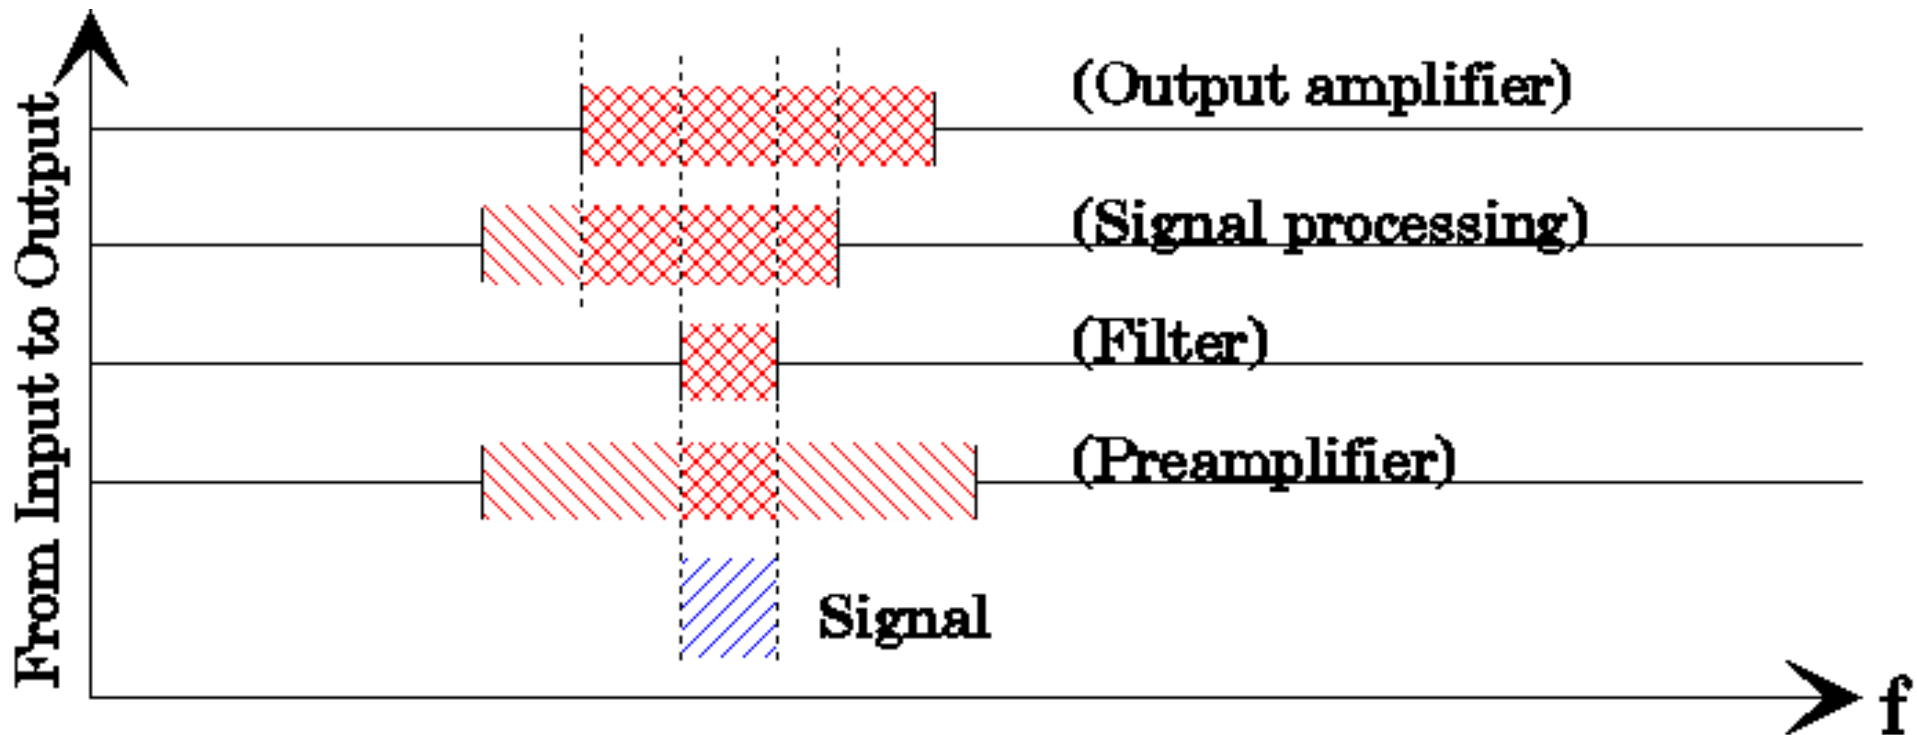 From Input to Output
(Output amplifier)
(Signal processing)
(Filter)
(Preamplifier)
Signal
f